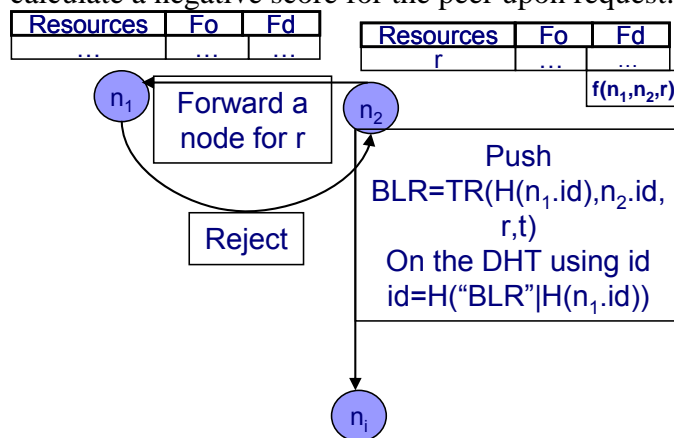 calculate a negative score for the peer upon request.
Resources Fo Fd
... ... ...
Resources Fo Fd
r ... ...
f(n₁,n₂,r)
n₁
Forward a
node for r
n₂
Reject
Push
BLR=TR(H(n₁.id),n₂.id,
r,t)
On the DHT using id
id=H(“BLR”|H(n₁.id))
nᵢ